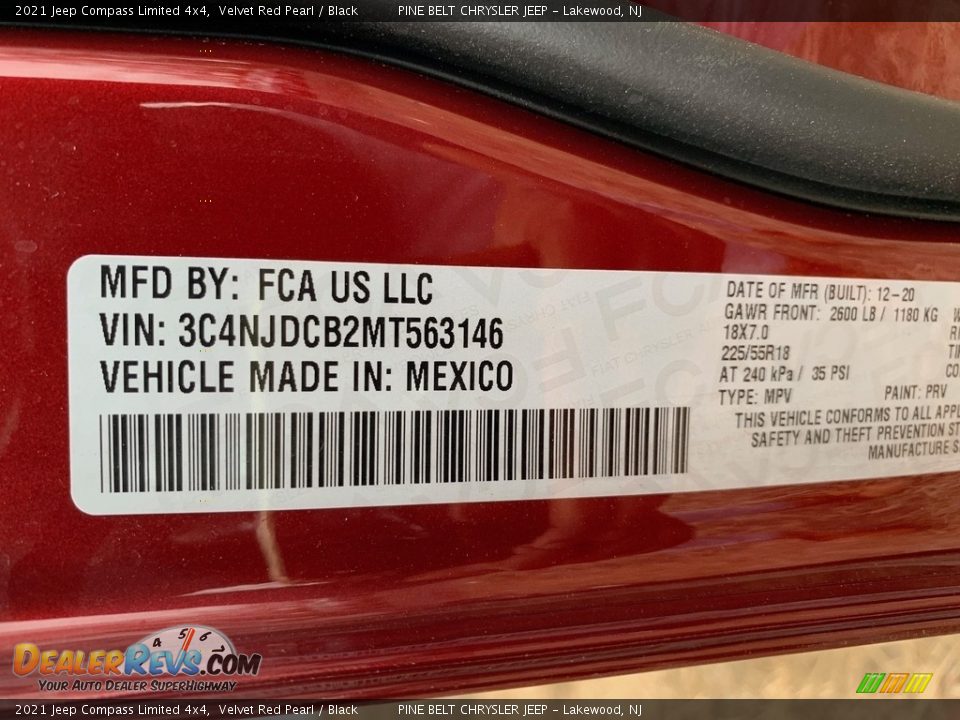 2021 Jeep Compass Limited 4x4, Velvet Red Pearl / Black PINE BELT CHRYSLER JEEP - Lakewood, NJ
MFD BY: FCA US LLC
VIN: 3C4NJDCB2MT563146
VEHICLE MADE IN: MEXICO
DATE OF MFR (BUILT): 12-20
GAWR FRONT: 2600 LB / 1180 KG
18X7.0
225/55R18
AT 240 kPa / 35 PSI
TYPE: MPV PAINT: PRV
THIS VEHICLE CONFORMS TO ALL APPL
SAFETY AND THEFT PREVENTION ST
MANUFACTURE S
4 5 6
DEALERREVS.COM
YOUR AUTO DEALER SUPERHIGHWAY
2021 Jeep Compass Limited 4x4, Velvet Red Pearl / Black PINE BELT CHRYSLER JEEP - Lakewood, NJ